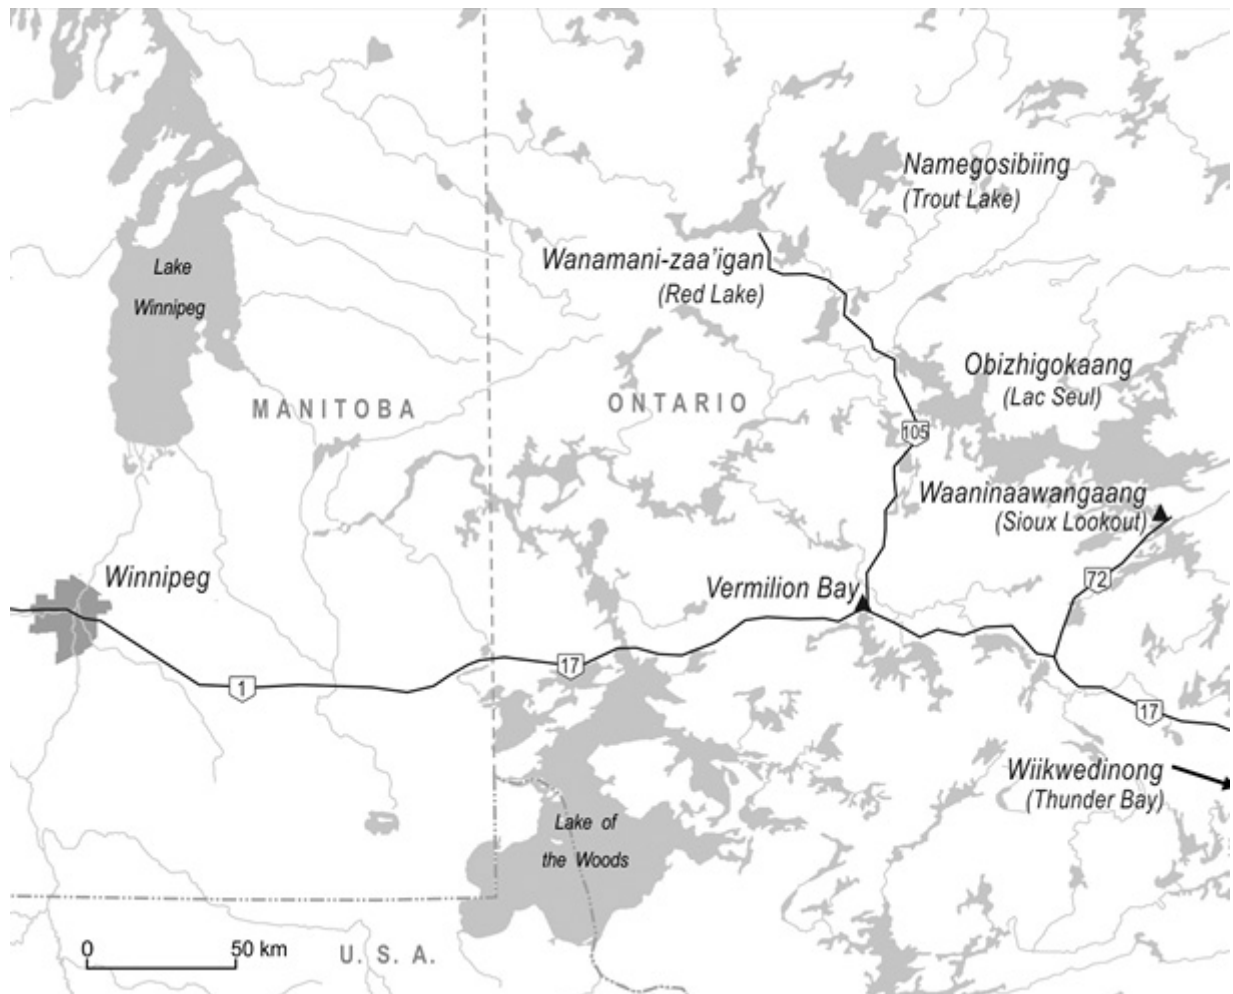 Namegosibiing
(Trout Lake)
Wanamani-zaa'igan
(Red Lake)
Lake
Winnipeg
Obizhigokaang
(Lac Seul)
MANITOBA
ONTARIO
105
Waaninaawangaang
(Sioux Lookout)
Winnipeg
Vermilion Bay
72
17
1
17
Wiikwedinong
(Thunder Bay)
Lake of
the Woods
0
50 km
U. S. A.